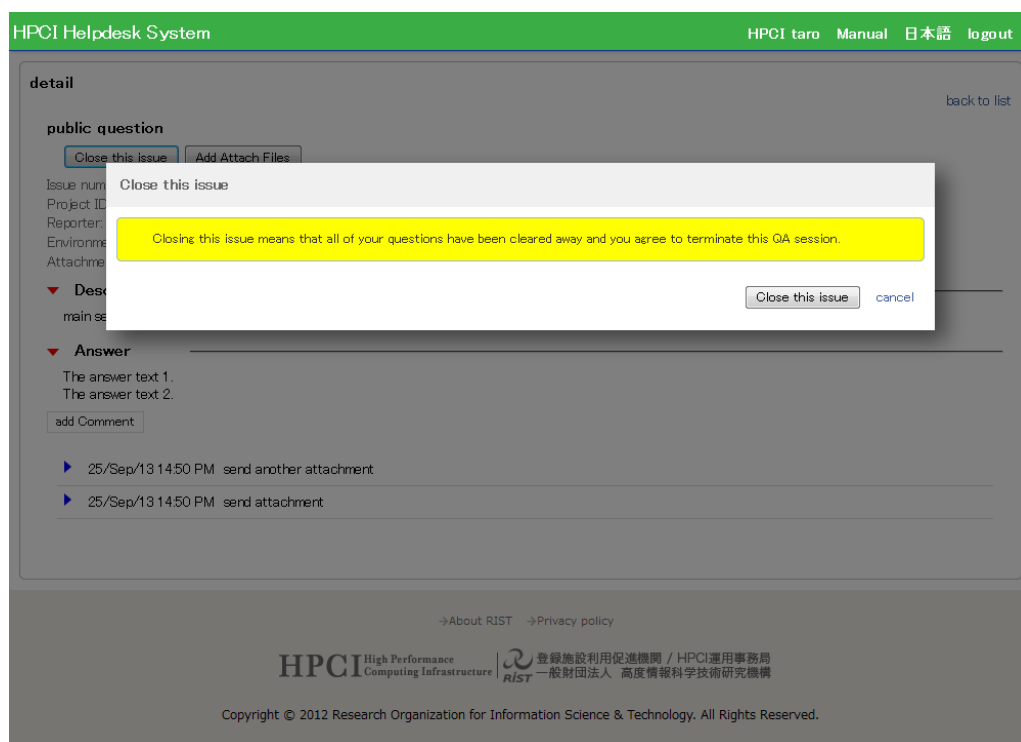 HPCI Helpdesk System HPCI taro Manual 日本語 logout
detail
back to list
public question
Close this issue Add Attach Files
Issue num
Project ID
Reporter:
Environme
Attachme
Close this issue
Closing this issue means that all of your questions have been cleared away and you agree to terminate this QA session.
Close this issue cancel
Desc
main se
Answer
The answer text 1.
The answer text 2.
add Comment
25/Sep/13 14:50 PM send another attachment
25/Sep/13 14:50 PM send attachment
→About RIST →Privacy policy
HPCI High Performance Computing Infrastructure RIST 登録施設利用促進機関 / HPCI運用事務局
一般財団法人 高度情報科学技術研究機構
Copyright © 2012 Research Organization for Information Science & Technology. All Rights Reserved.